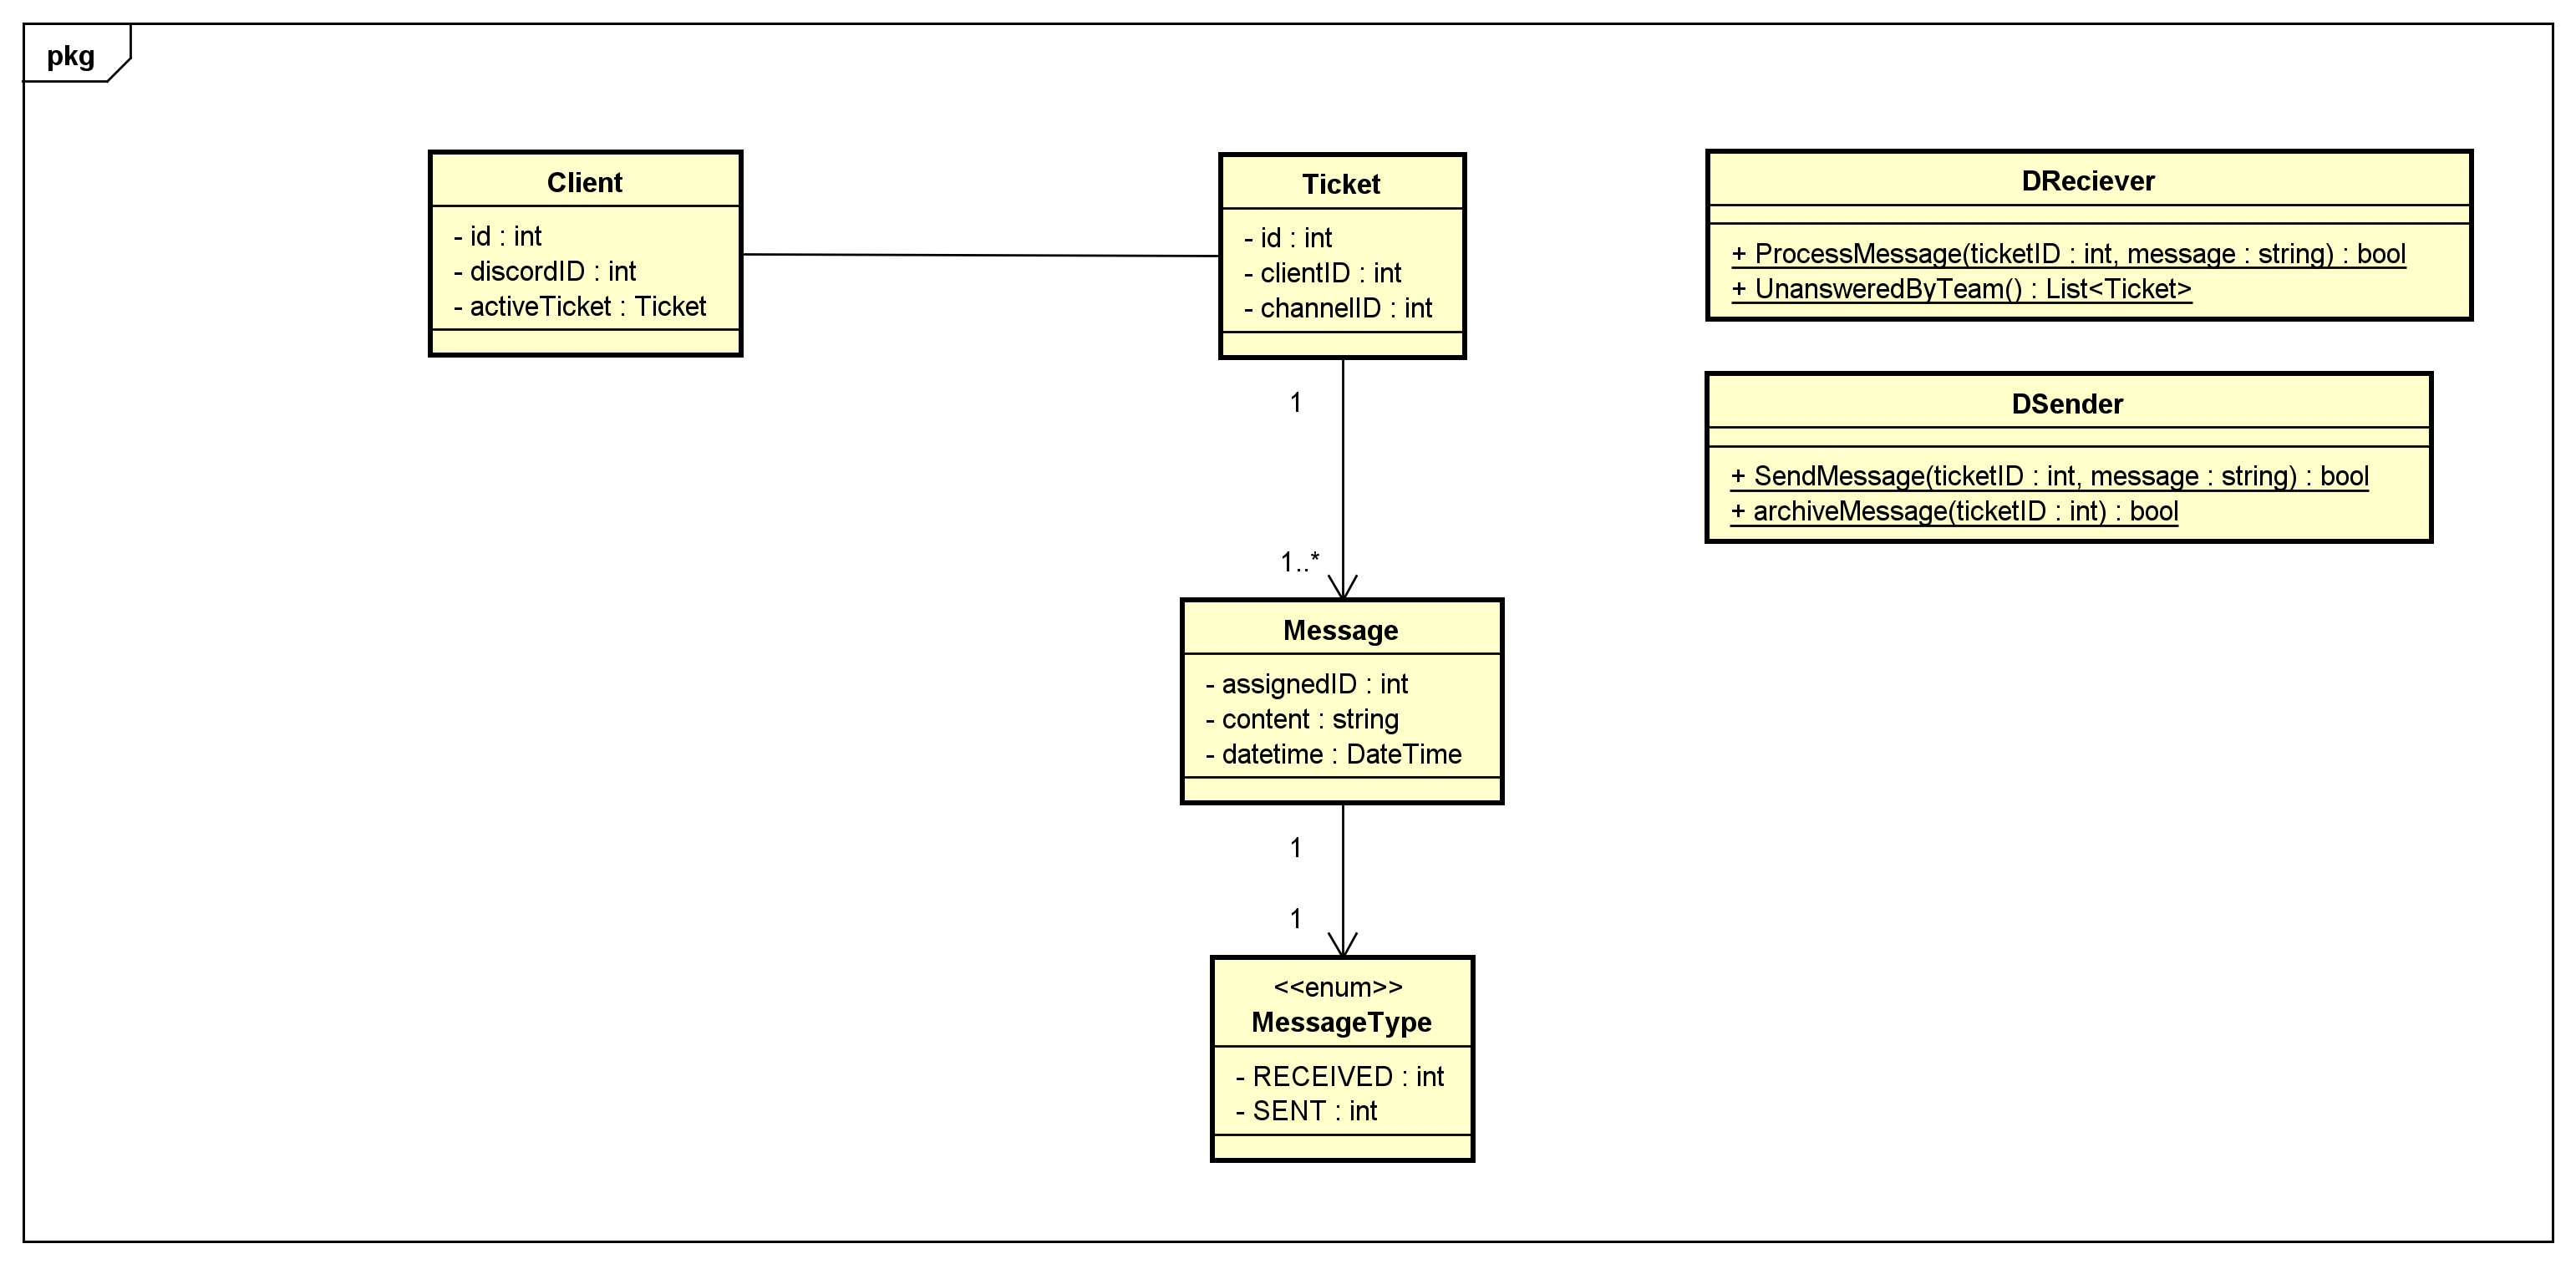 pkg
Client
- id : int
- discordID : int
- activeTicket : Ticket
Ticket
- id : int
- clientID : int
- channelID : int
DReciever
+ ProcessMessage(ticketID : int, message : string) : bool
+ UnansweredByTeam() : List<Ticket>
DSender
+ SendMessage(ticketID : int, message : string) : bool
+ archiveMessage(ticketID : int) : bool
1
1..*
Message
- assignedID : int
- content : string
- datetime : DateTime
1
1
<<enum>>
MessageType
- RECEIVED : int
- SENT : int